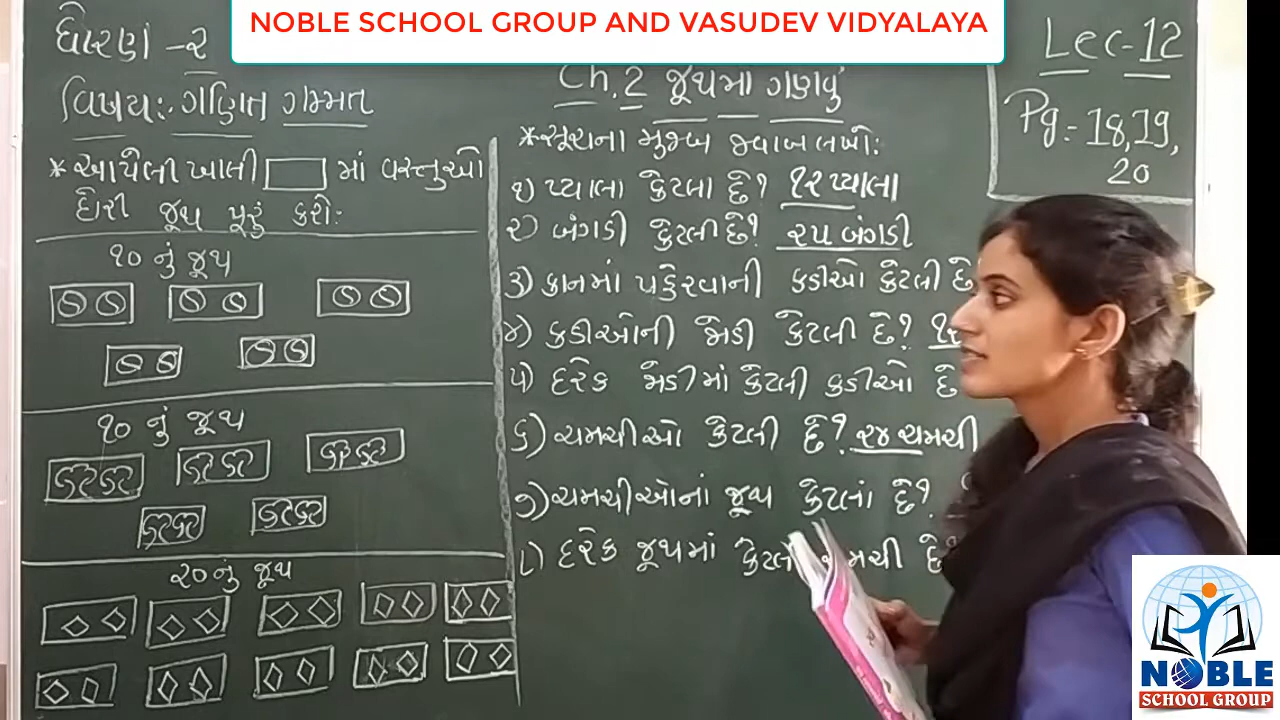 NOBLE SCHOOL GROUP AND VASUDEV VIDYALAYA
ધોરણ -૨
વિષય:- ગણિત ગમ્મત
* આપેલી ખાલી માં વસ્તુઓ
દોરી જૂથ પૂરું કરો:
૧૦ નું જૂથ
૧૦ નું જૂથ
૨૦ નું જૂથ
Ch. 2 જૂથમાં ગણવું
* સૂચના મુજબ જવાબ લખો:
૧) પ્યાલા કેટલા છે? ૧૨ પ્યાલા
૨) બંગડી કેટલી છે? ૨૫ બંગડી
૩) કાનમાં પહેરવાની કડીઓ કેટલી છે
૪) કડીઓની જોડી કેટલી છે? ૧૨
૫) દરેક જોડીમાં કેટલી કડીઓ છે
૬) ચમચીઓ કેટલી છે? ૨૪ ચમચી
૭) ચમચીઓનાં જૂથ કેટલાં છે?
૮) દરેક જૂથમાં કેટલી ચમચી છે?
Lec-12
Pg:- 18,19,
20
NOBLE
SCHOOL GROUP